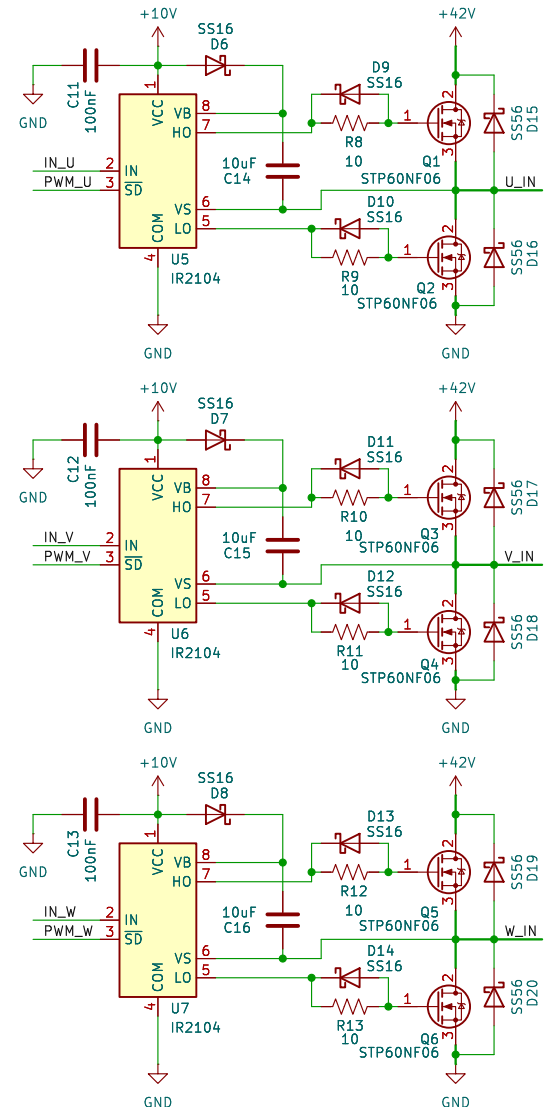 +10V
SS16
D6
+42V
C11
100nF
GND
1
VCC
VB
8
HO
7
IN_U
2
IN
PWM_U
3
SD
VS
6
LO
5
COM
4
U5
IR2104
GND
10uF
C14
D9
SS16
R8
10
1
2
3
Q1
STP60NF06
SS56
D15
U_IN
D10
SS16
R9
10
1
2
3
Q2
STP60NF06
SS56
D16
GND
+10V
SS16
D7
+42V
C12
100nF
GND
1
VCC
VB
8
HO
7
IN_V
2
IN
PWM_V
3
SD
VS
6
LO
5
COM
4
U6
IR2104
GND
10uF
C15
D11
SS16
R10
10
1
2
3
Q3
STP60NF06
SS56
D17
V_IN
D12
SS16
R11
10
1
2
3
Q4
STP60NF06
SS56
D18
GND
+10V
SS16
D8
+42V
C13
100nF
GND
1
VCC
VB
8
HO
7
IN_W
2
IN
PWM_W
3
SD
VS
6
LO
5
COM
4
U7
IR2104
GND
10uF
C16
D13
SS16
R12
10
1
2
3
Q5
STP60NF06
SS56
D19
W_IN
D14
SS16
R13
10
1
2
3
Q6
STP60NF06
SS56
D20
GND